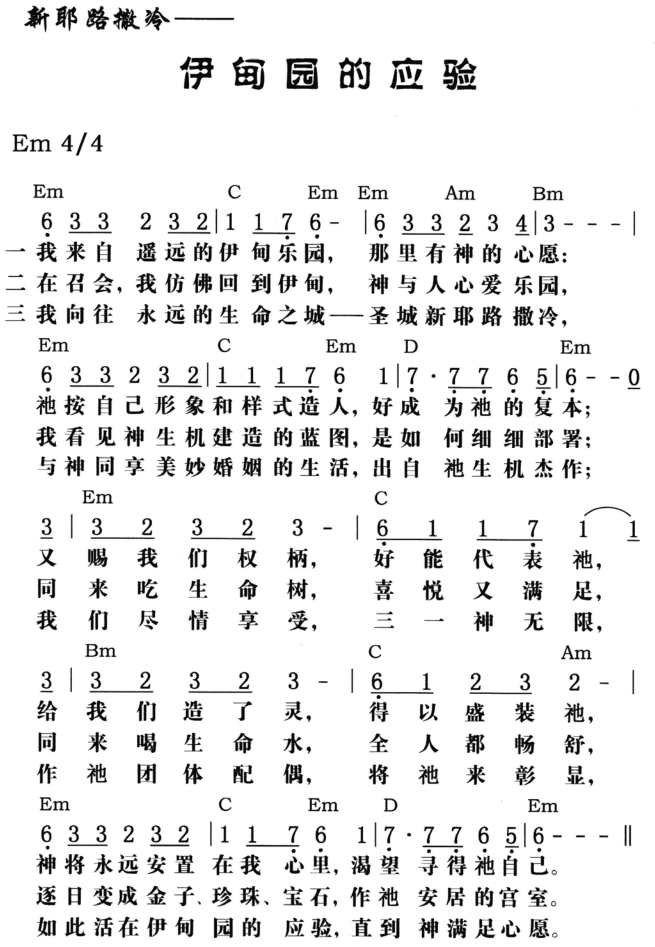 新耶路撒冷——
伊甸园的应验
Em 4/4
Em C Em Em Am Bm
6 3 3 2 3 2 | 1 1 7 6 - | 6 3 3 2 3 4 | 3 - - - |
一我来自 遥远的伊甸乐园, 那里有神的心愿:
二在召会,我仿佛回到伊甸, 神与人心爱乐园,
三我向往 永远的生命之城——圣城新耶路撒冷,
Em C Em D Em
6 3 3 2 3 2 | 1 1 1 7 6 1 | 7 · 7 7 6 5 | 6 - - 0
祂按自己形象和样式造人,好成 为祂的复本;
我看见神生机建造的蓝图,是如 何细细部署;
与神同享美妙婚姻的生活,出自 祂生机杰作;
Em C
3 | 3 2 3 2 3 - | 6 1 1 7 1 1
又赐我们权柄, 好能代表祂,
同来吃生命树, 喜悦又满足,
我们尽情享受, 三一神无限,
Bm C Am
3 | 3 2 3 2 3 - | 6 1 2 3 2 - |
给我们造了灵, 得以盛装祂,
同来喝生命水, 全人都畅舒,
作祂团体配偶, 将祂来彰显,
Em C Em D Em
6 3 3 2 3 2 | 1 1 7 6 1 | 7 · 7 7 6 5 | 6 - - - ‖
神将永远安置 在我 心里,渴望 寻得祂自己。
逐日变成金子、珍珠、宝石,作祂 安居的宫室。
如此活在伊甸 园的 应验,直到 神满足心愿。